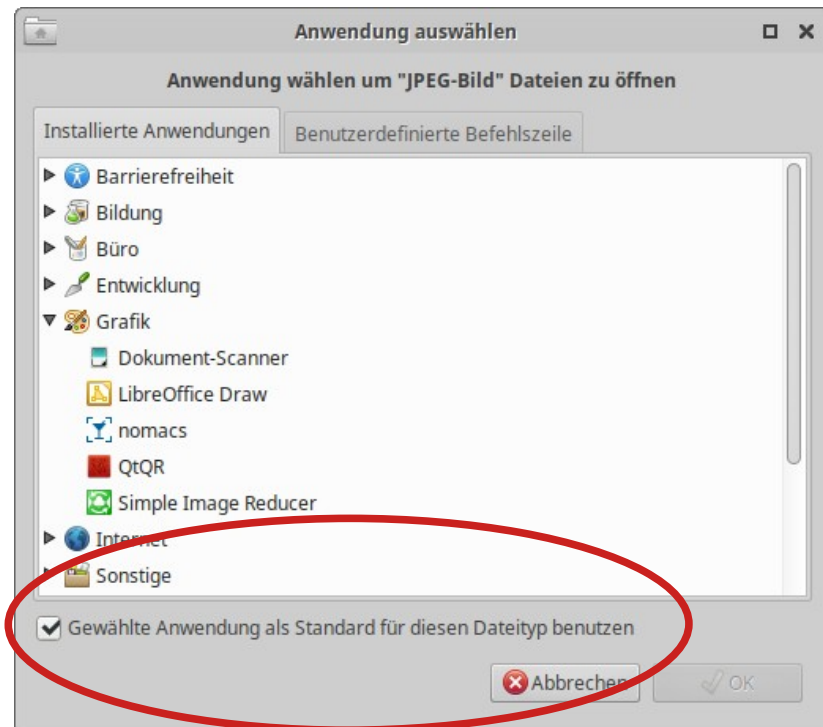 Anwendung auswählen
Anwendung wählen um "JPEG-Bild" Dateien zu öffnen
Installierte Anwendungen
Benutzerdefinierte Befehlszeile
Barrierefreiheit
Bildung
Büro
Entwicklung
Grafik
Dokument-Scanner
LibreOffice Draw
nomacs
QtQR
Simple Image Reducer
Internet
Sonstige
Gewählte Anwendung als Standard für diesen Dateityp benutzen
Abbrechen
OK